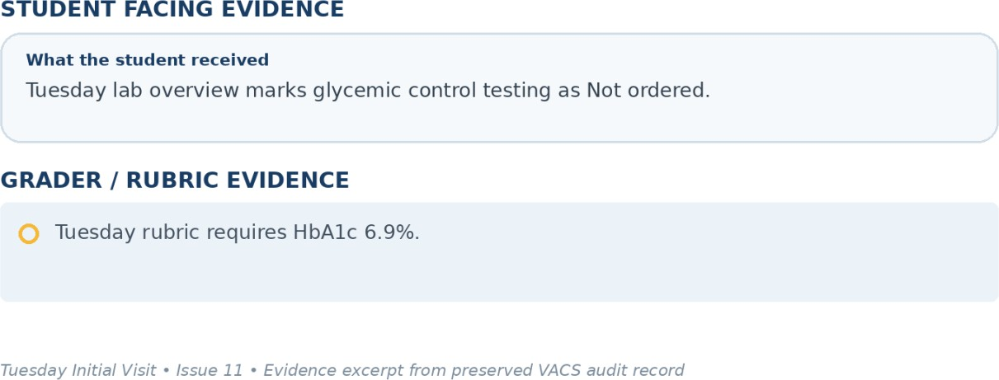 STUDENT FACING EVIDENCE
What the student received
Tuesday lab overview marks glycemic control testing as Not ordered.
GRADER / RUBRIC EVIDENCE
Tuesday rubric requires HbA1c 6.9%.
Tuesday Initial Visit • Issue 11 • Evidence excerpt from preserved VACS audit record